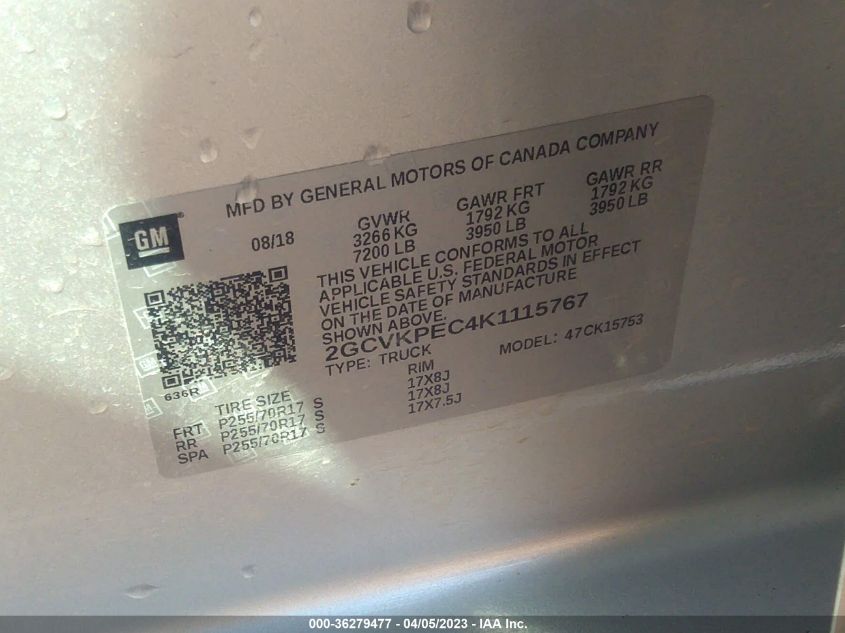 MFD BY GENERAL MOTORS OF CANADA COMPANY
GM
08/18
GVWR GAWR FRT GAWR RR
3266 KG 1792 KG 1792 KG
7200 LB 3950 LB 3950 LB
THIS VEHICLE CONFORMS TO ALL
APPLICABLE U.S. FEDERAL MOTOR
VEHICLE SAFETY STANDARDS IN EFFECT
ON THE DATE OF MANUFACTURE
SHOWN ABOVE.
2GCVKPEC4K1115767
TYPE: TRUCK MODEL: 47CK15753
636R
TIRE SIZE RIM
FRT P255/70R17 S 17X8J
RR P255/70R17 S 17X8J
SPA P255/70R17 S 17X7.5J
000-36279477 - 04/05/2023 - IAA Inc.